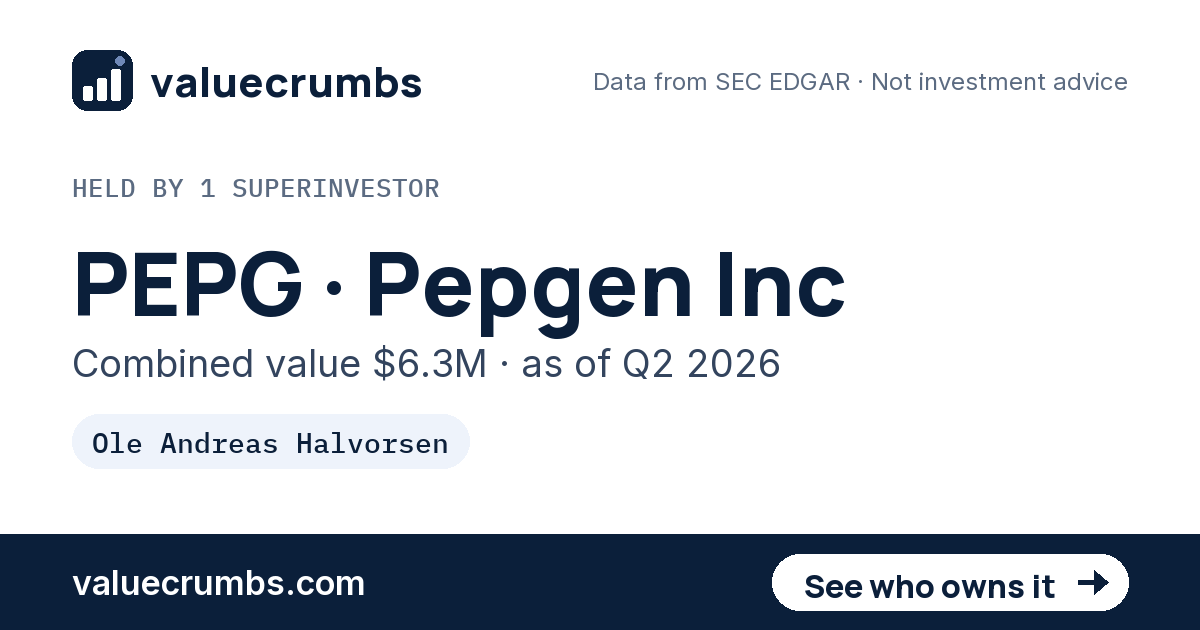 valuecrumbs
Data from SEC EDGAR · Not investment advice
HELD BY 1 SUPERINVESTOR
PEPG · Pepgen Inc
Combined value $6.3M · as of Q2 2026
Ole Andreas Halvorsen
valuecrumbs.com
See who owns it →